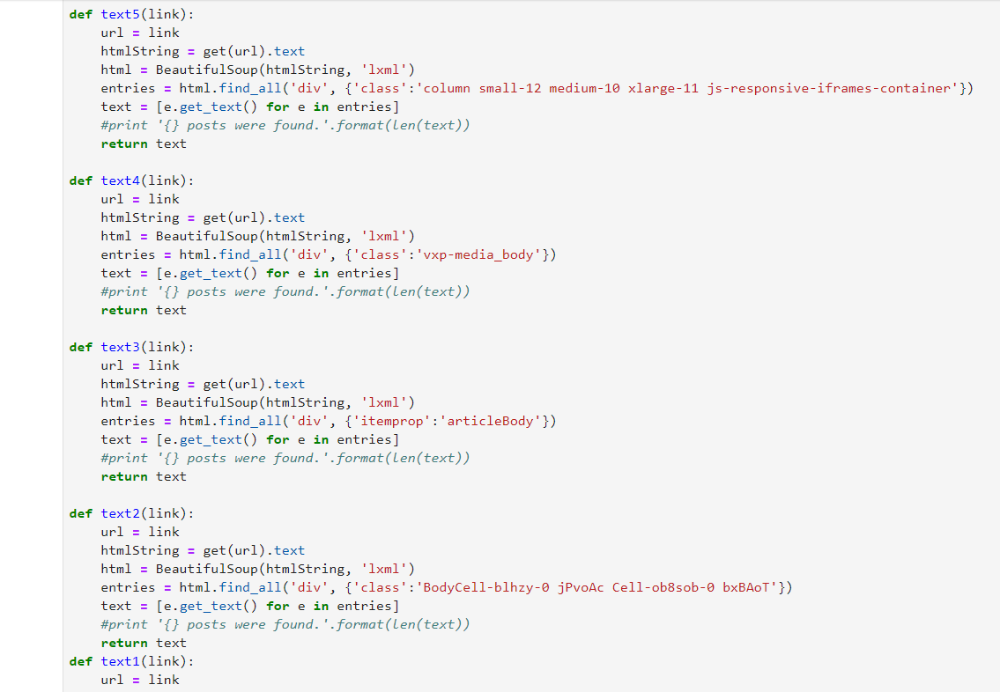 def text5(link):
    url = link
    htmlString = get(url).text
    html = BeautifulSoup(htmlString, 'lxml')
    entries = html.find_all('div', {'class':'column small-12 medium-10 xlarge-11 js-responsive-iframes-container'})
    text = [e.get_text() for e in entries]
    #print '{} posts were found.'.format(len(text))
    return text

def text4(link):
    url = link
    htmlString = get(url).text
    html = BeautifulSoup(htmlString, 'lxml')
    entries = html.find_all('div', {'class':'vxp-media_body'})
    text = [e.get_text() for e in entries]
    #print '{} posts were found.'.format(len(text))
    return text

def text3(link):
    url = link
    htmlString = get(url).text
    html = BeautifulSoup(htmlString, 'lxml')
    entries = html.find_all('div', {'itemprop':'articleBody'})
    text = [e.get_text() for e in entries]
    #print '{} posts were found.'.format(len(text))
    return text

def text2(link):
    url = link
    htmlString = get(url).text
    html = BeautifulSoup(htmlString, 'lxml')
    entries = html.find_all('div', {'class':'BodyCell-blhzy-0 jPvoAc Cell-ob8sob-0 bxBAoT'})
    text = [e.get_text() for e in entries]
    #print '{} posts were found.'.format(len(text))
    return text
def text1(link):
    url = link